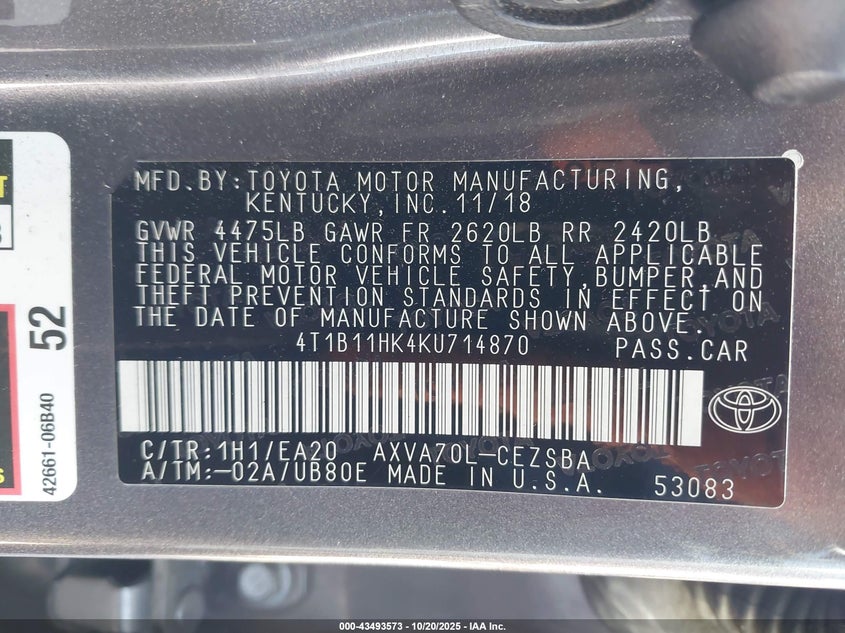 MFD.BY:TOYOTA MOTOR MANUFACTURING,
KENTUCKY,INC.11/18
GVWR 4475LB GAWR FR 2620LB RR 2420LB
THIS VEHICLE CONFORMS TO ALL APPLICABLE
FEDERAL MOTOR VEHICLE SAFETY,BUMPER,AND
THEFT PREVENTION STANDARDS IN EFFECT ON
THE DATE OF MANUFACTURE SHOWN ABOVE.
4T1B11HK4KU714870 PASS.CAR
C/TR:1H1/EA20 AXVA70L-CEZSBA
A/TM:-02A/UB80E MADE IN U.S.A. 53083
52
42661-06B40
000-43493573 | 10/20/2025 - IAA Inc.